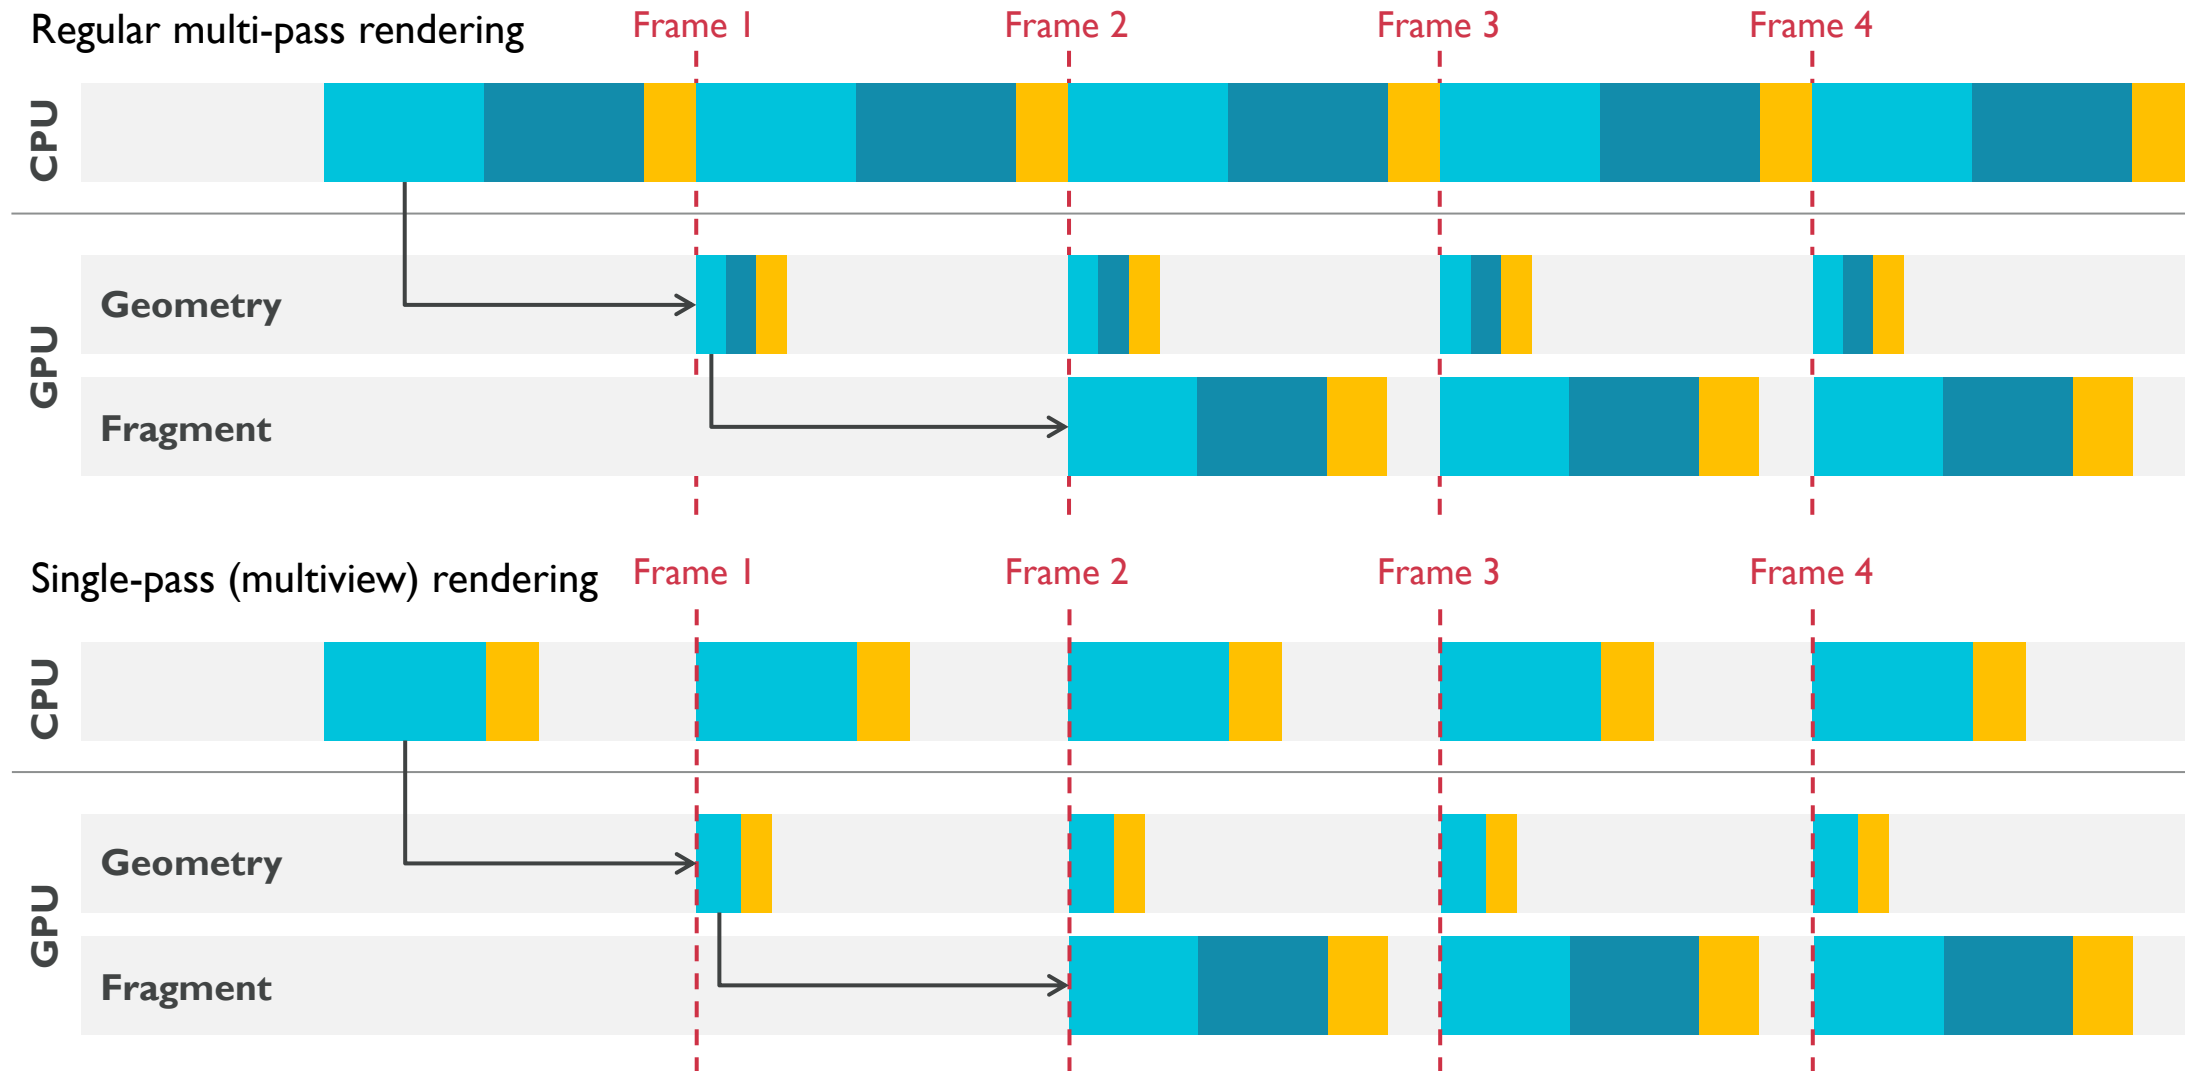 Regular multi-pass rendering
Frame 1
Frame 2
Frame 3
Frame 4
CPU
GPU
Geometry
Fragment
Single-pass (multiview) rendering
Frame 1
Frame 2
Frame 3
Frame 4
CPU
GPU
Geometry
Fragment